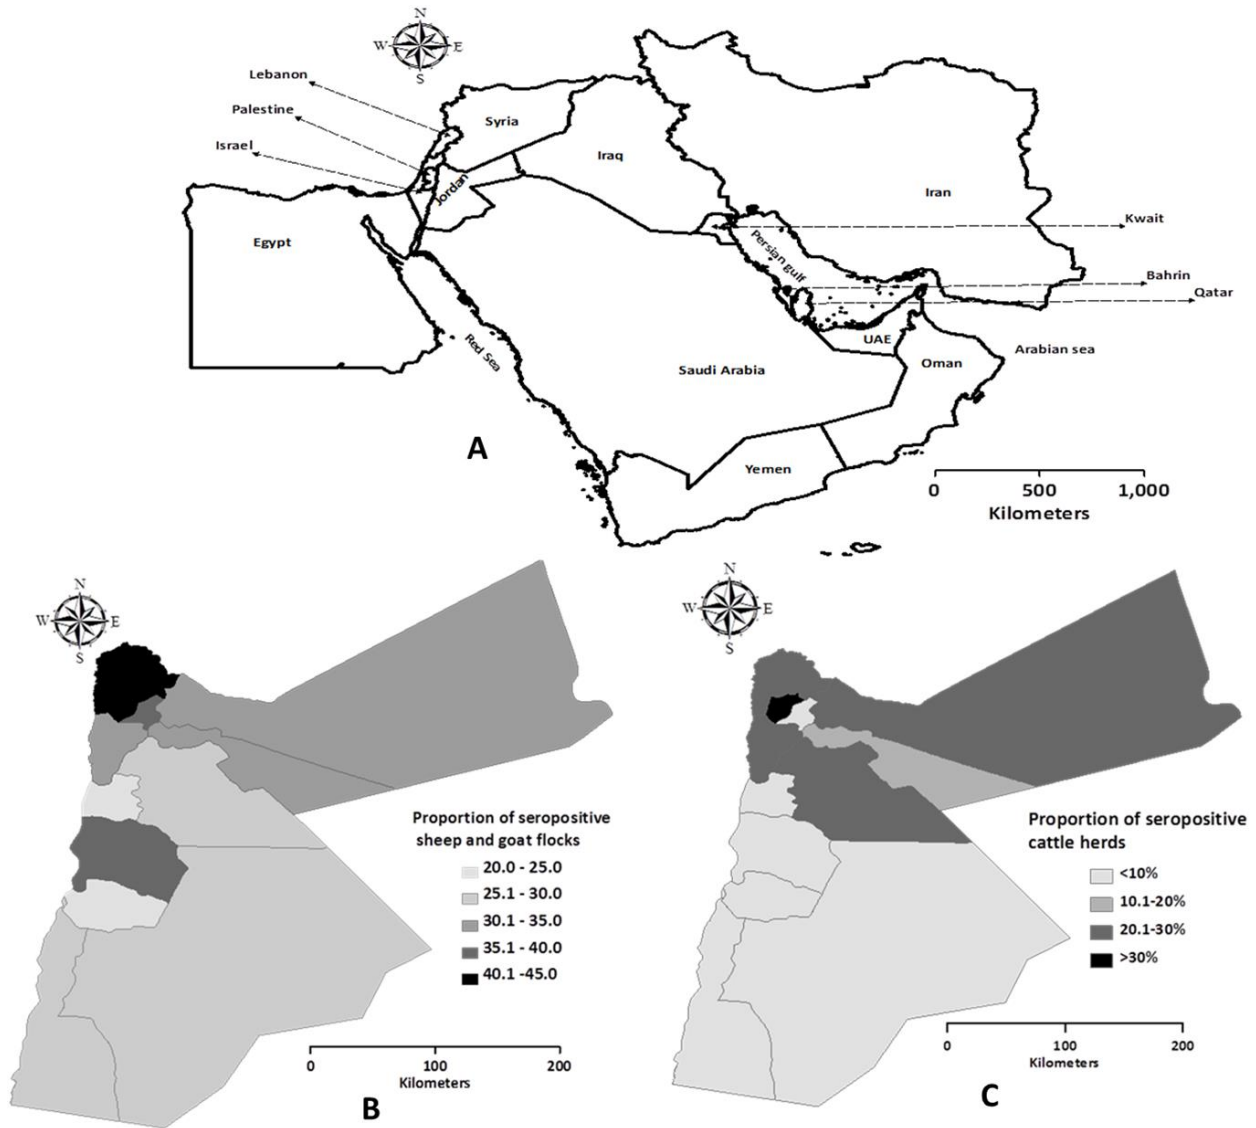 N
W E
S
Lebanon
Palestine
Israel
Syria
Iraq
Jordan
Iran
Egypt
Kwait
Persian gulf
Bahrin
Qatar
Red Sea
UAE
Arabian sea
Saudi Arabia
Oman
A
Yemen
0 500 1,000
Kilometers
N
W E
S
Proportion of seropositive
sheep and goat flocks
20.0 - 25.0
25.1 - 30.0
30.1 - 35.0
35.1 - 40.0
40.1 -45.0
0 100 200
Kilometers
B
N
W E
S
Proportion of seropositive
cattle herds
<10%
10.1-20%
20.1-30%
>30%
0 100 200
Kilometers
C